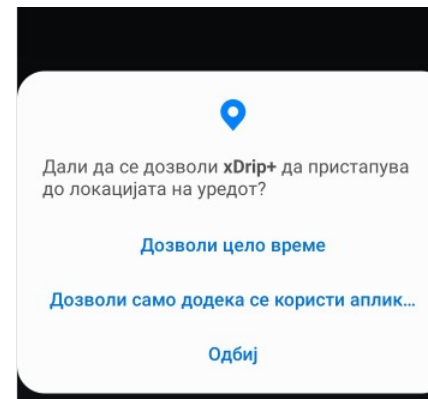 Дали да се дозволи xDrip+ да пристапува
до локацијата на уредот?
Дозволи цело време
Дозволи само додека се користи аплик...
Одбиј